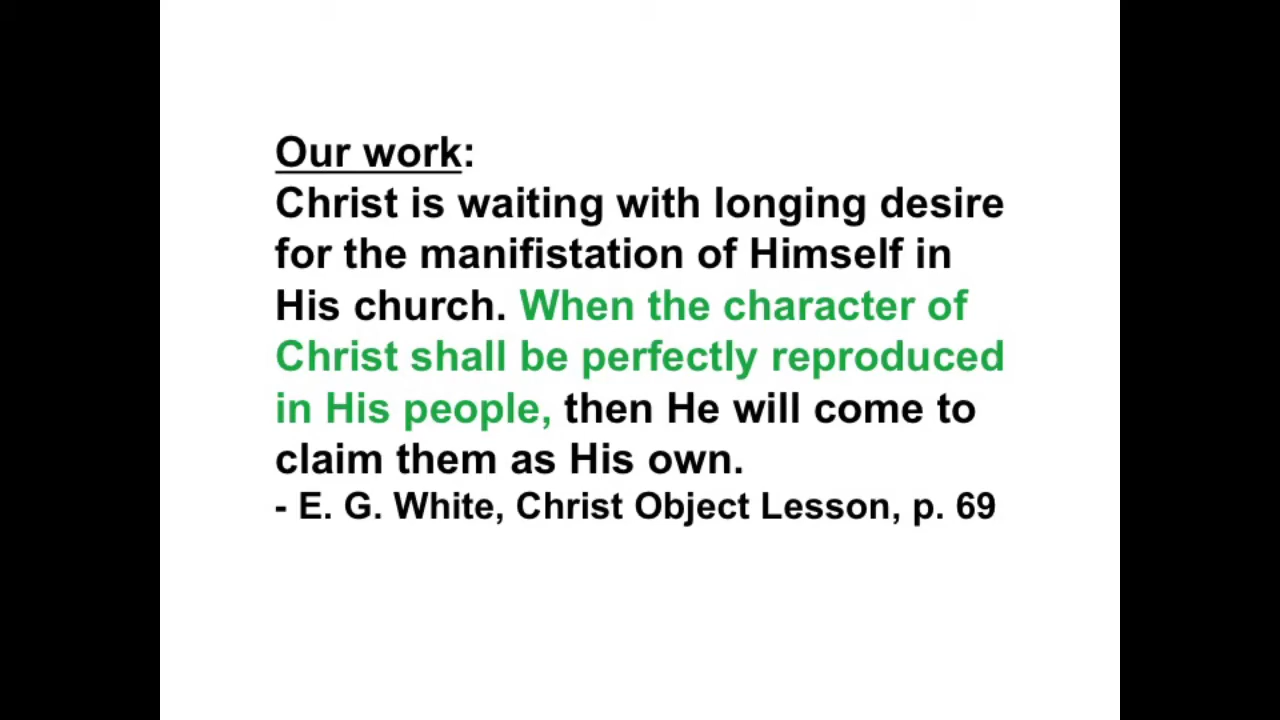 Our work:
Christ is waiting with longing desire
for the manifistation of Himself in
His church. When the character of
Christ shall be perfectly reproduced
in His people, then He will come to
claim them as His own.
- E. G. White, Christ Object Lesson, p. 69